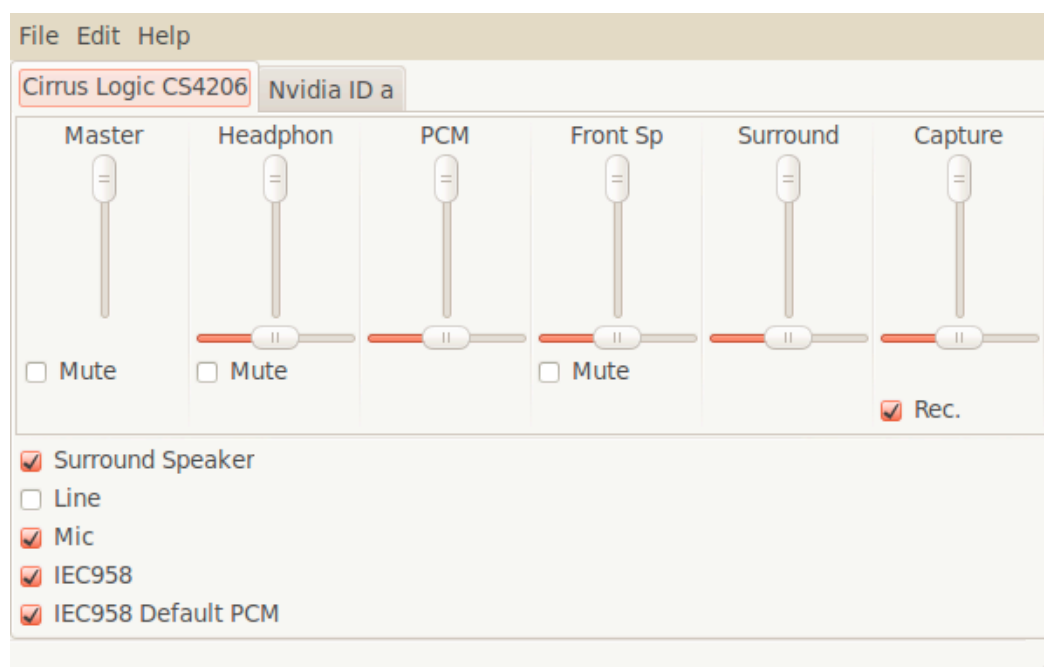 File Edit Help
Cirrus Logic CS4206 Nvidia ID a
Master Headphon PCM Front Sp Surround Capture
Mute Mute Mute
Rec.
Surround Speaker
Line
Mic
IEC958
IEC958 Default PCM